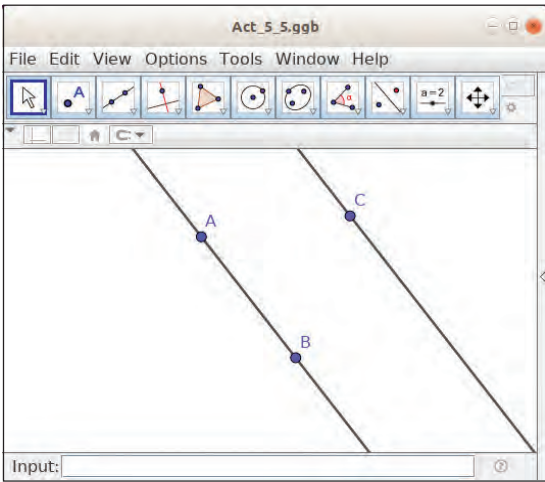 Act_5_5.ggb
File Edit View Options Tools Window Help
A
α
a=2
C
A
B
Input: